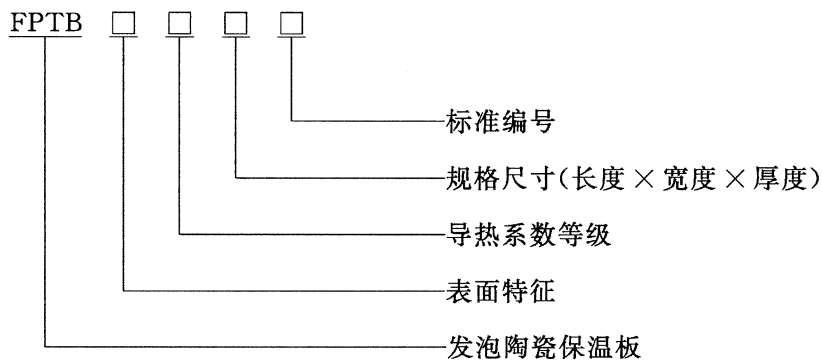 FPTB □ □ □ □
标准编号
规格尺寸(长度×宽度×厚度)
导热系数等级
表面特征
发泡陶瓷保温板